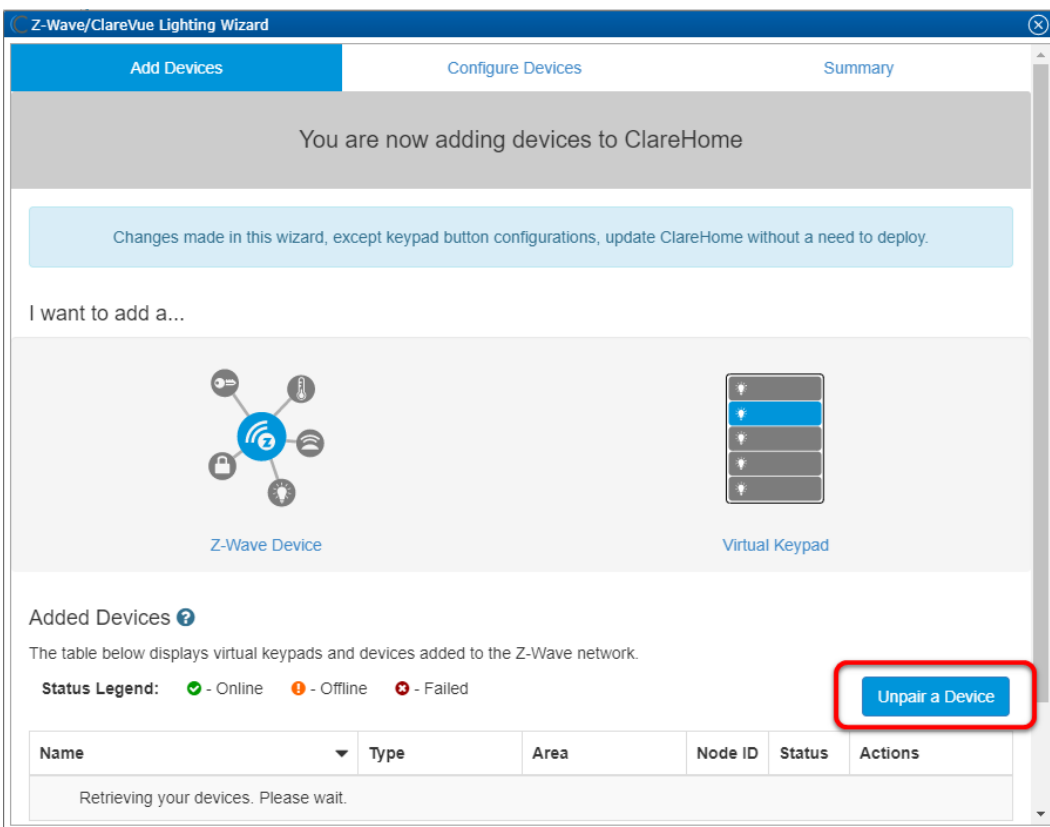 Z-Wave/ClareVue Lighting Wizard
Add Devices Configure Devices Summary
You are now adding devices to ClareHome
Changes made in this wizard, except keypad button configurations, update ClareHome without a need to deploy.
I want to add a...
Z-Wave Device Virtual Keypad
Added Devices
The table below displays virtual keypads and devices added to the Z-Wave network.
Status Legend: - Online - Offline - Failed
Unpair a Device
Name Type Area Node ID Status Actions
Retrieving your devices. Please wait.